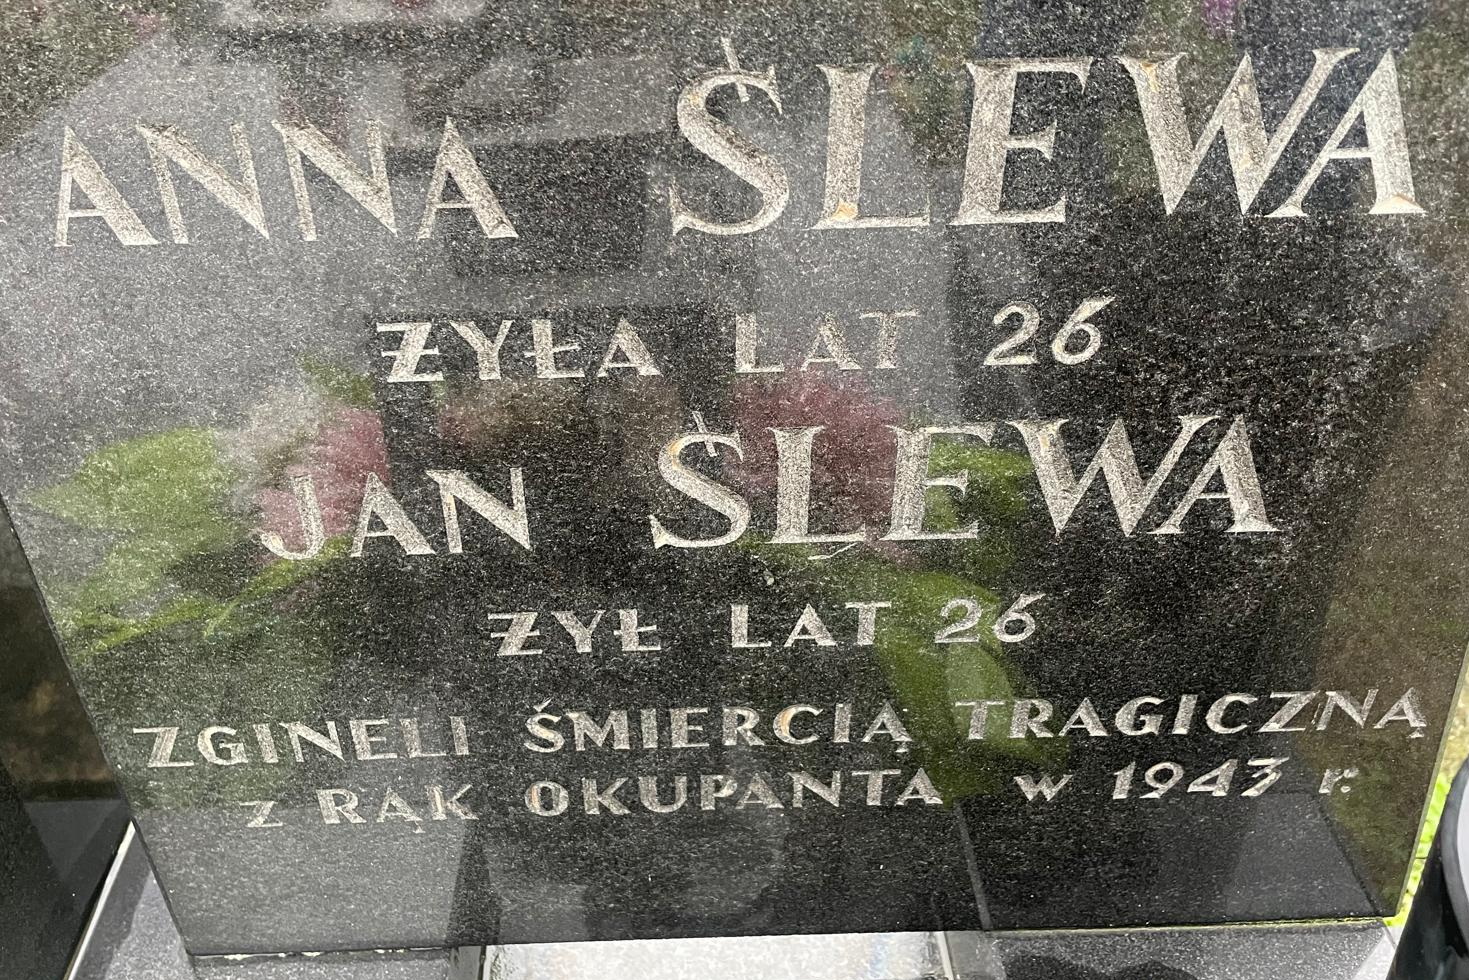 ANNA ŚLEWA
ŻYŁA LAT 26
JAN ŚLEWA
ŻYŁ LAT 26
ZGINELI ŚMIERCIĄ TRAGICZNĄ
Z RĄK OKUPANTA w 1943 r.